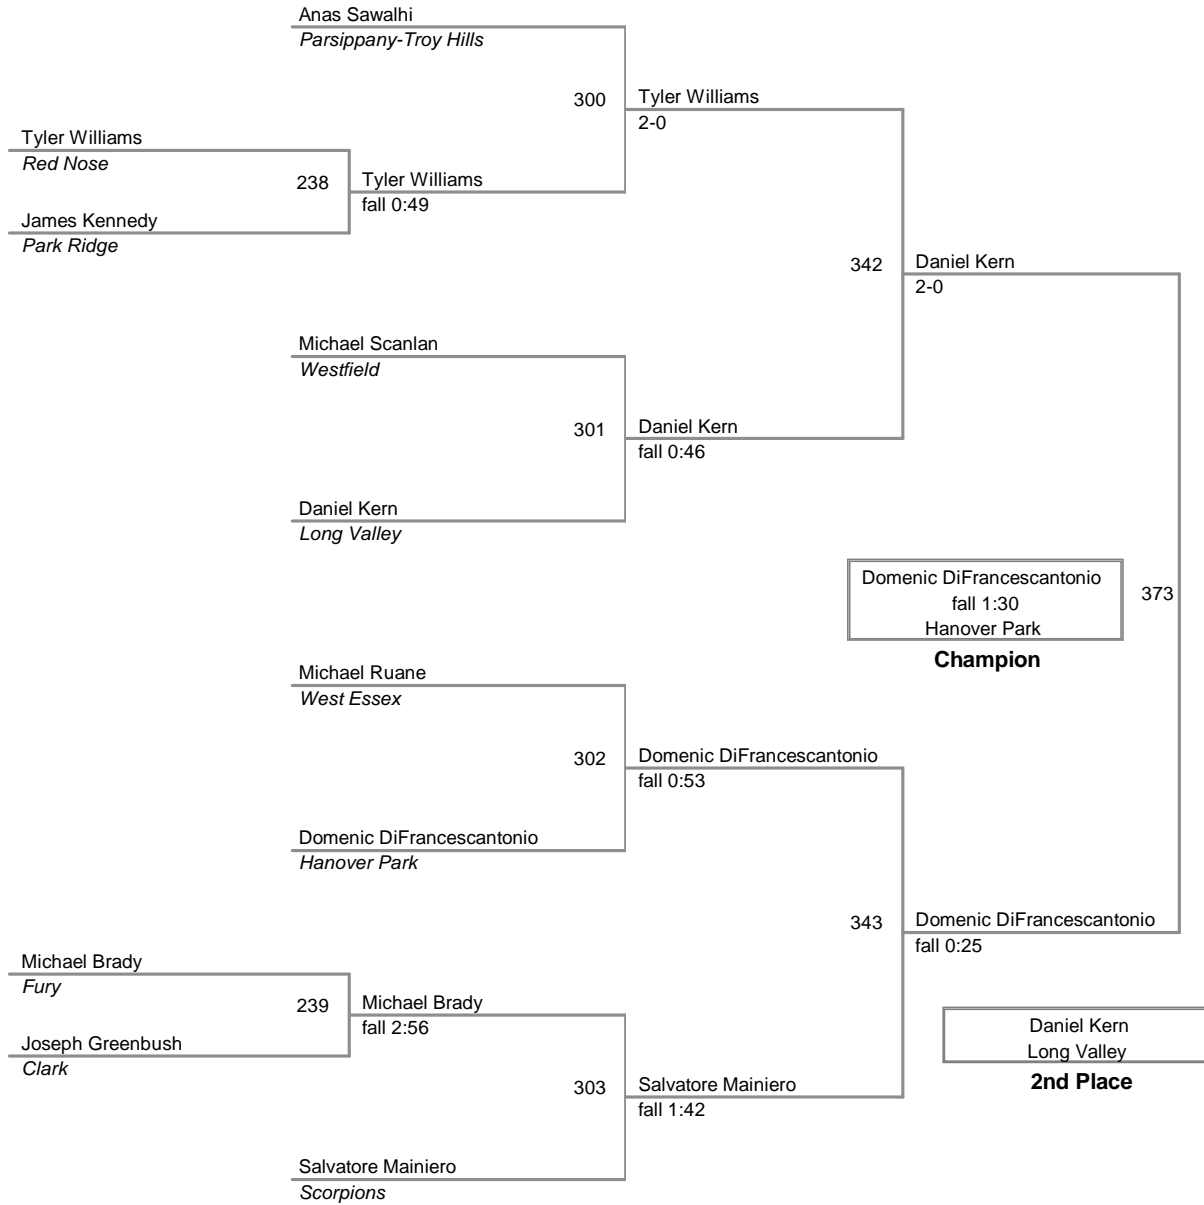 Anas Sawalhi
Parsippany-Troy Hills
300
Tyler Williams
2-0
Tyler Williams
Red Nose
238
Tyler Williams
fall 0:49
James Kennedy
Park Ridge
342
Daniel Kern
2-0
Michael Scanlan
Westfield
301
Daniel Kern
fall 0:46
Daniel Kern
Long Valley
Domenic DiFrancescantonio
fall 1:30
Hanover Park
373
Champion
Michael Ruane
West Essex
302
Domenic DiFrancescantonio
fall 0:53
Domenic DiFrancescantonio
Hanover Park
343
Domenic DiFrancescantonio
fall 0:25
Michael Brady
Fury
239
Michael Brady
fall 2:56
Joseph Greenbush
Clark
Daniel Kern
Long Valley
2nd Place
303
Salvatore Mainiero
fall 1:42
Salvatore Mainiero
Scorpions